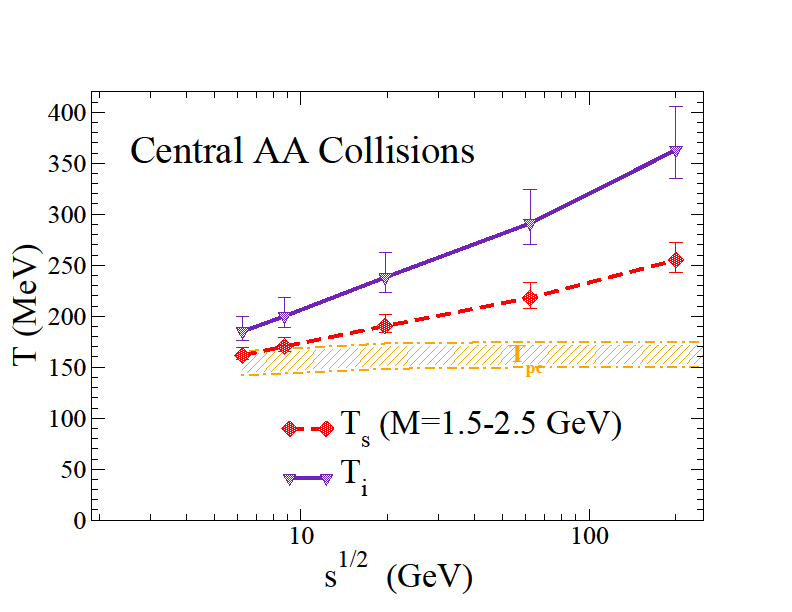 400
350
300
250
200
150
100
50
0
T (MeV)
Central AA Collisions
T_pc
T_s (M=1.5-2.5 GeV)
T_i
10
100
s^1/2 (GeV)